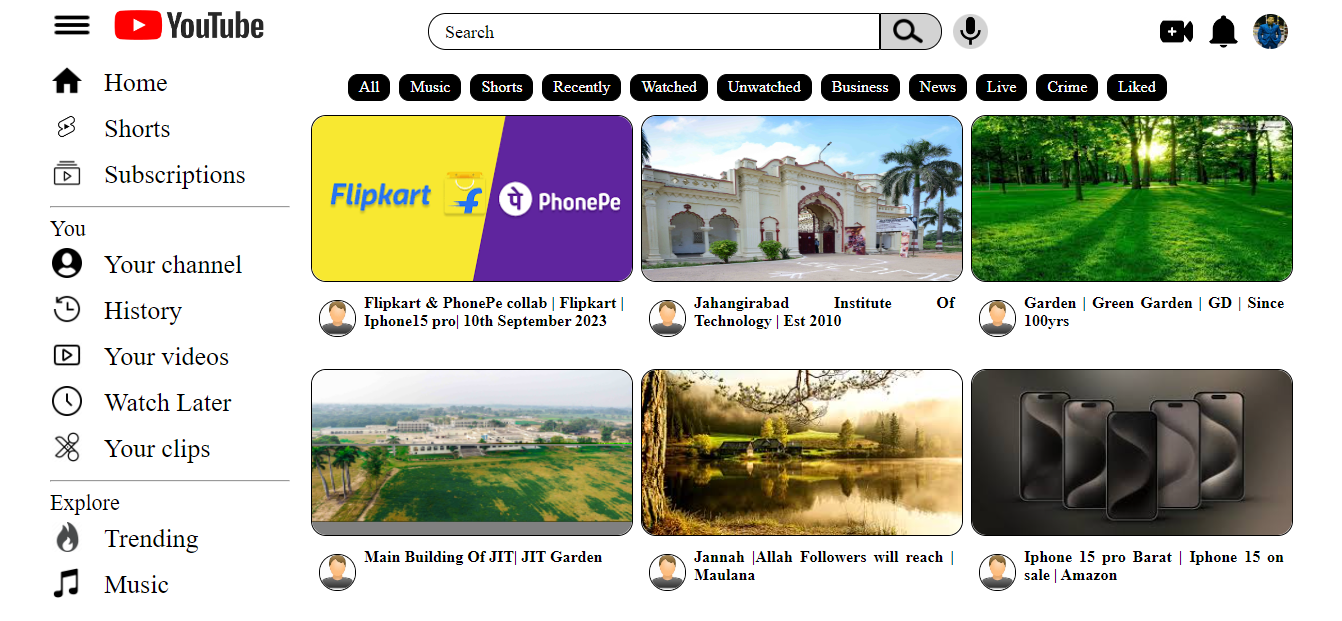 YouTube
Search
Home
Shorts
Subscriptions
You
Your channel
History
Your videos
Watch Later
Your clips
Explore
Trending
Music
All Music Shorts Recently Watched Unwatched Business News Live Crime Liked
Flipkart
PhonePe
Flipkart & PhonePe collab | Flipkart |
Iphone15 pro| 10th September 2023
Jahangirabad Institute Of
Technology | Est 2010
Garden | Green Garden | GD | Since
100yrs
Main Building Of JIT| JIT Garden
Jannah |Allah Followers will reach |
Maulana
Iphone 15 pro Barat | Iphone 15 on
sale | Amazon